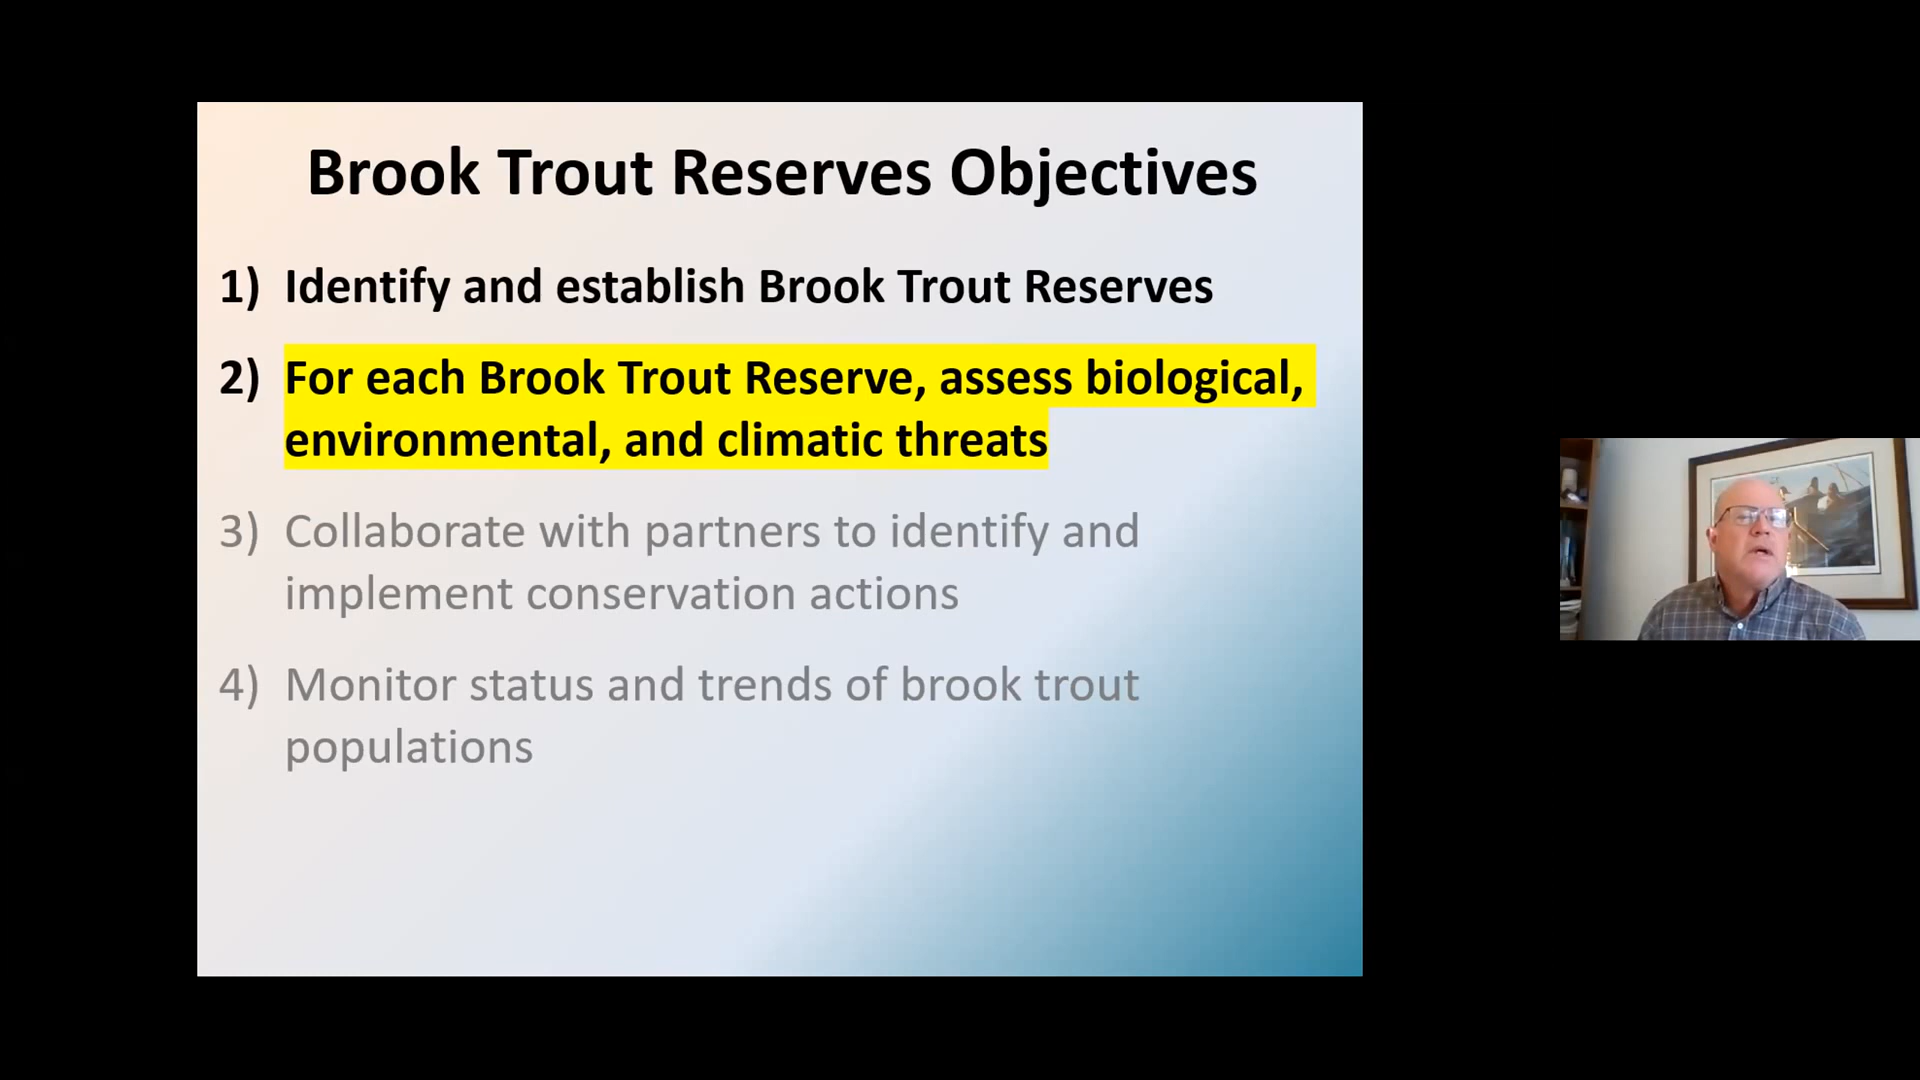 Brook Trout Reserves Objectives
1) Identify and establish Brook Trout Reserves
2) For each Brook Trout Reserve, assess biological,
environmental, and climatic threats
3) Collaborate with partners to identify and
implement conservation actions
4) Monitor status and trends of brook trout
populations